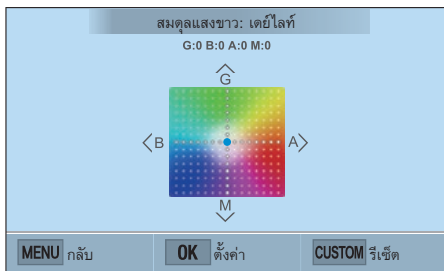 สมดุลแสงขาว: เดย์ไลท์
G:0 B:0 A:0 M:0
G
B A
M
MENU กลับ OK ตั้งค่า CUSTOM รีเซ็ต